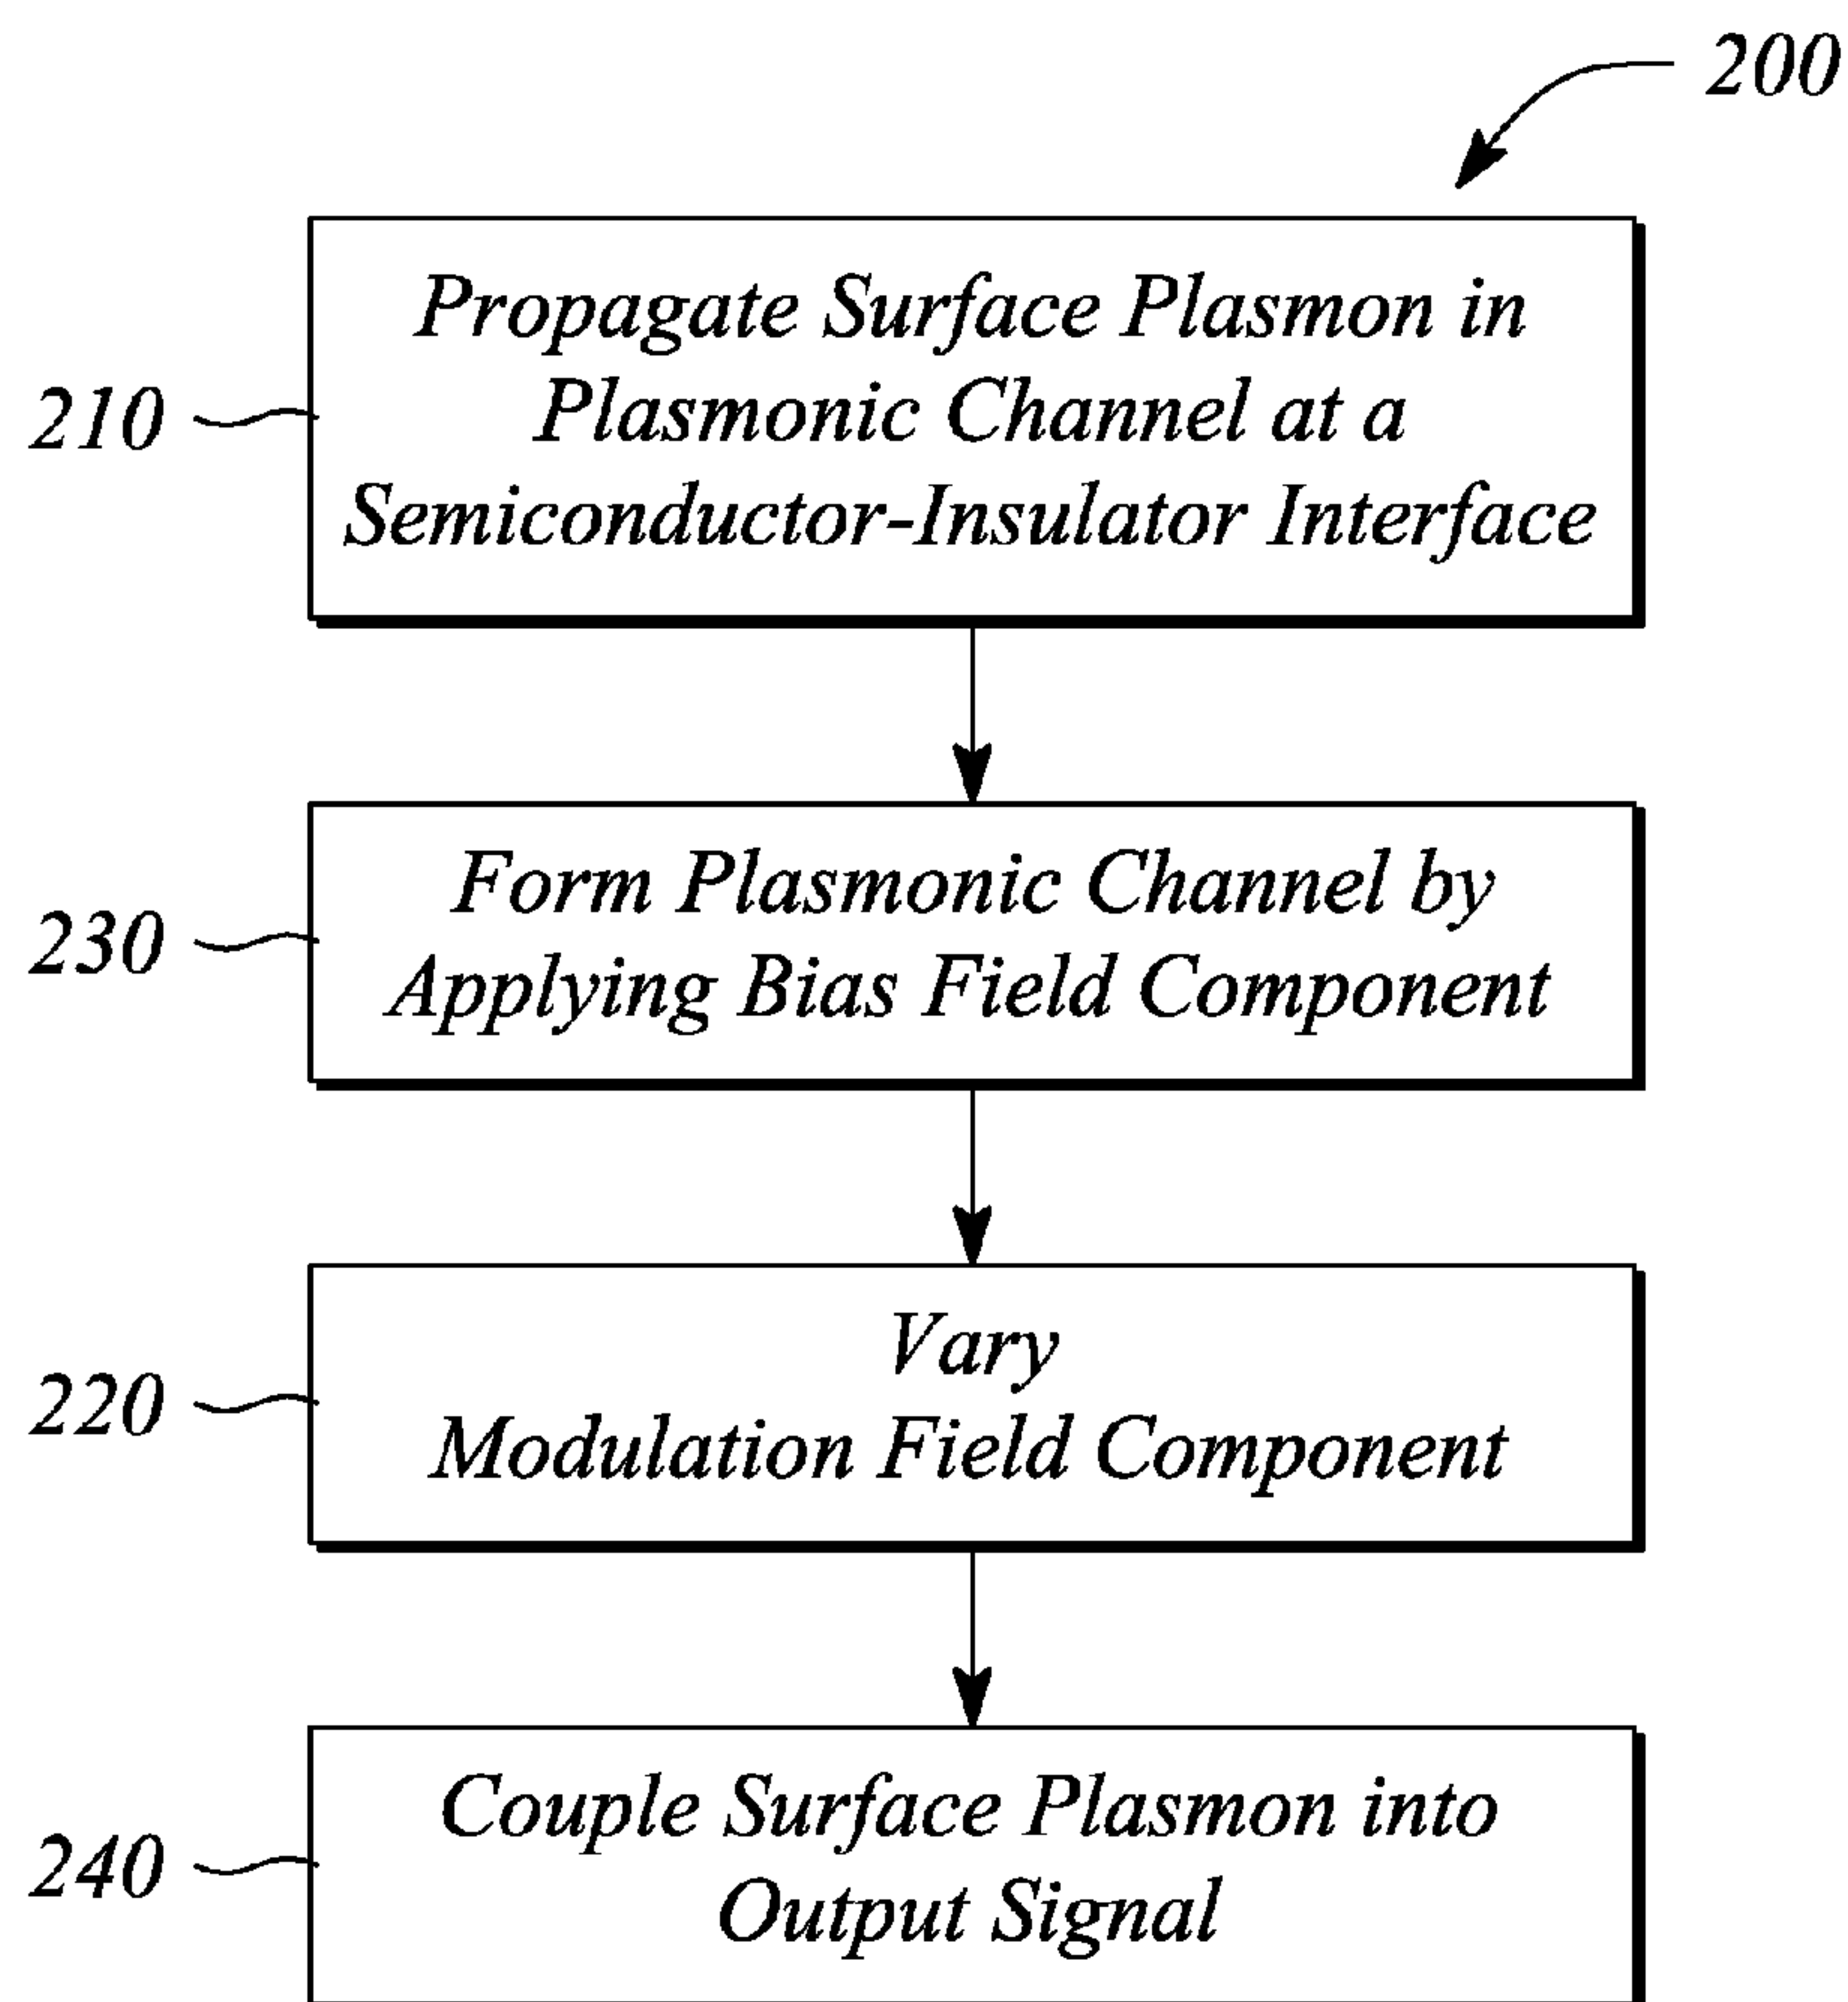 200
Propagate Surface Plasmon in
Plasmonic Channel at a
Semiconductor-Insulator Interface
210
Form Plasmonic Channel by
Applying Bias Field Component
230
Vary
Modulation Field Component
220
Couple Surface Plasmon into
Output Signal
240